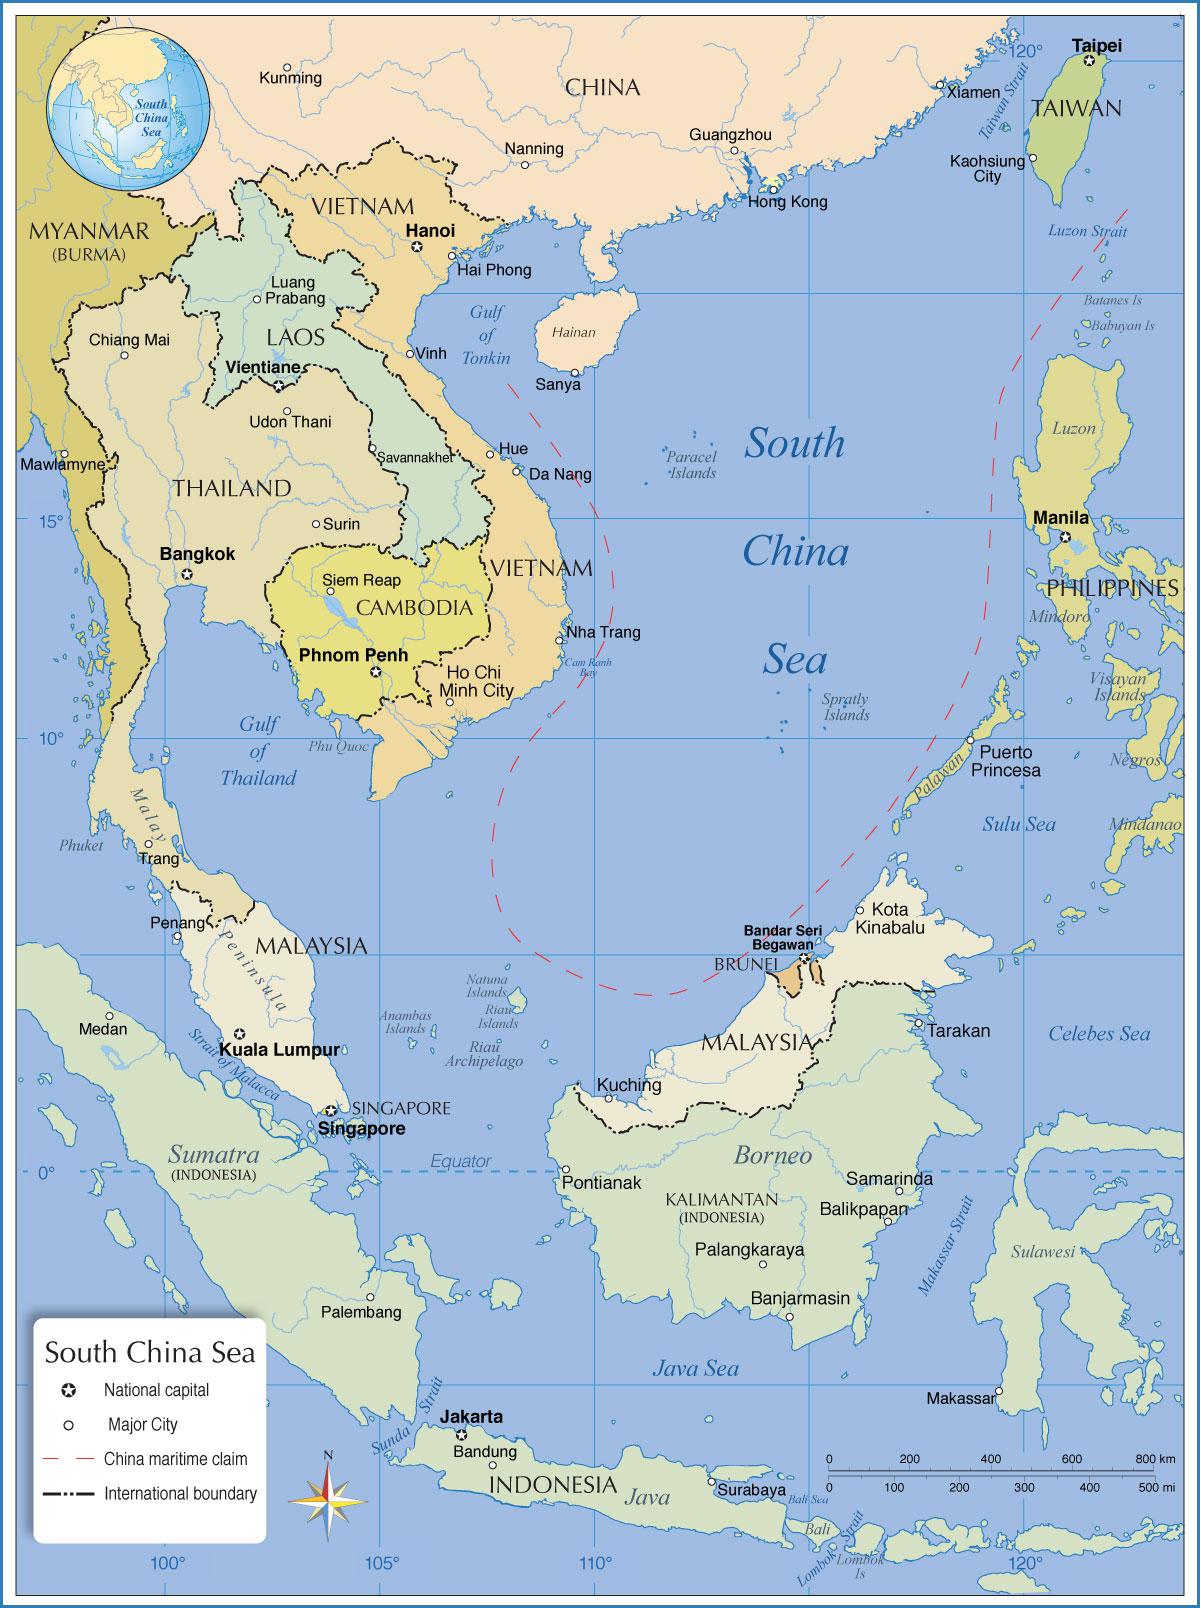 South
China
Sea
120°
Taipei
Kunming
CHINA
Xiamen
Taiwan Strait
TAIWAN
Guangzhou
Nanning
Kaohsiung
City
Hong Kong
VIETNAM
MYANMAR
(BURMA)
Hanoi
Luzon Strait
Hai Phong
Luang
Prabang
Batanes Is
Gulf
of
Tonkin
Babuyan Is
Hainan
Chiang Mai
LAOS
Vinh
Vientiane
Sanya
Udon Thani
Luzon
South
Hue
Savannakhet
Paracel
Islands
Mawlamyne
Da Nang
THAILAND
15°
Surin
Manila
Bangkok
China
VIETNAM
Siem Reap
PHILIPPINES
CAMBODIA
Mindoro
Nha Trang
Phnom Penh
Sea
Cam Ranh
Bay
Ho Chi
Minh City
Visayan
Islands
Spratly
Islands
Gulf
of
Thailand
10°
Phu Quoc
Puerto
Princesa
Negros
Palawan
Malay
Sulu Sea
Mindanao
Phuket
Trang
Penang
Kota
Kinabalu
Peninsula
MALAYSIA
Bandar Seri
Begawan
BRUNEI
Natuna
Islands
Riau
Islands
Anambas
Islands
Medan
Tarakan
Celebes Sea
Kuala Lumpur
MALAYSIA
Riau
Archipelago
Strait of Malacca
Kuching
SINGAPORE
Singapore
Sumatra
(INDONESIA)
Borneo
Equator
0°
Pontianak
Samarinda
KALIMANTAN
(INDONESIA)
Balikpapan
Makassar Strait
Palangkaraya
Sulawesi
Banjarmasin
Palembang
South China Sea
National capital
Major City
China maritime claim
International boundary
Java Sea
Makassar
Sunda Strait
Jakarta
Bandung
N
INDONESIA
Java
Surabaya
Bali Sea
0 200 400 600 800 km
0 100 200 300 400 500 mi
Bali
Lombok Strait
Lombok
Is
100°
105°
110°
120°